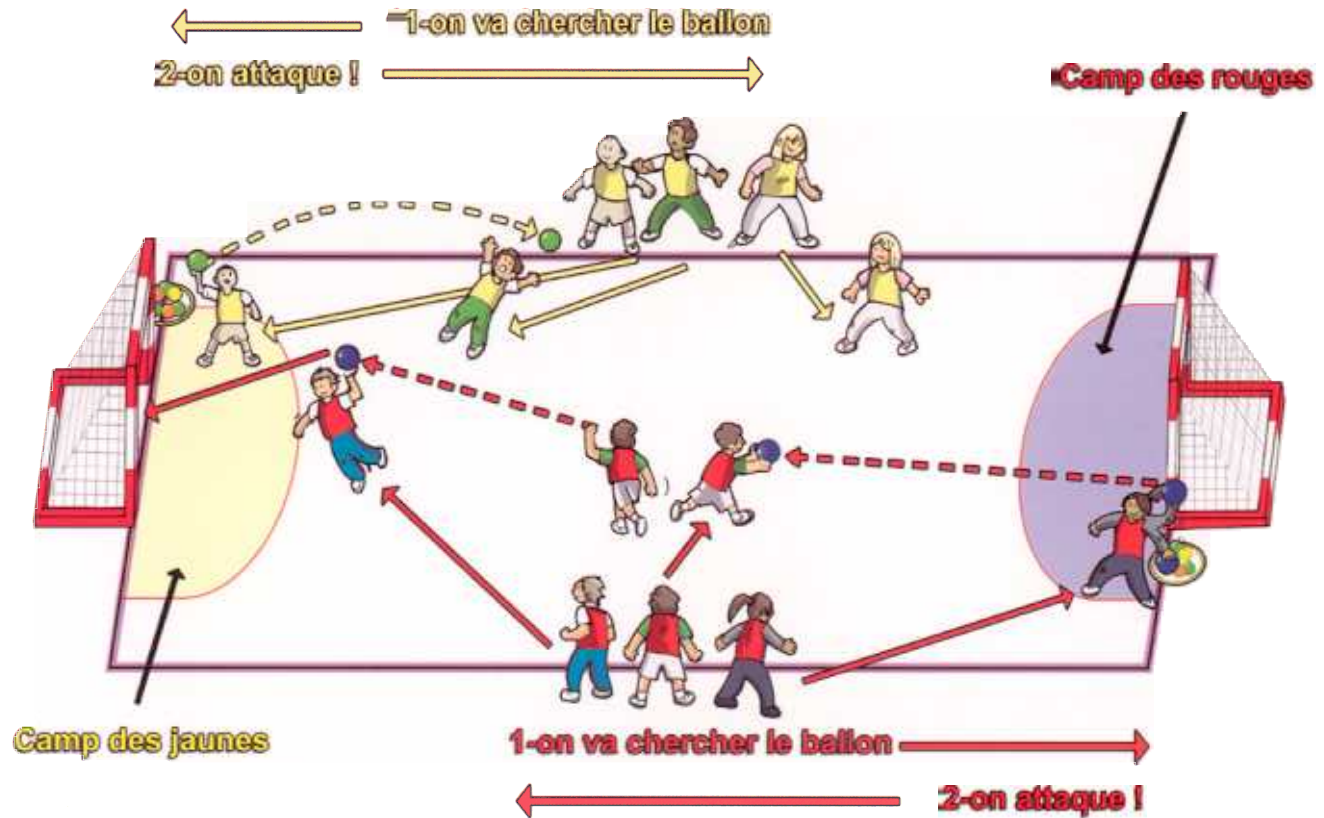 1-on va chercher le ballon
2-on attaque !
Camp des rouges
Camp des jaunes
1-on va chercher le ballon
2-on attaque !